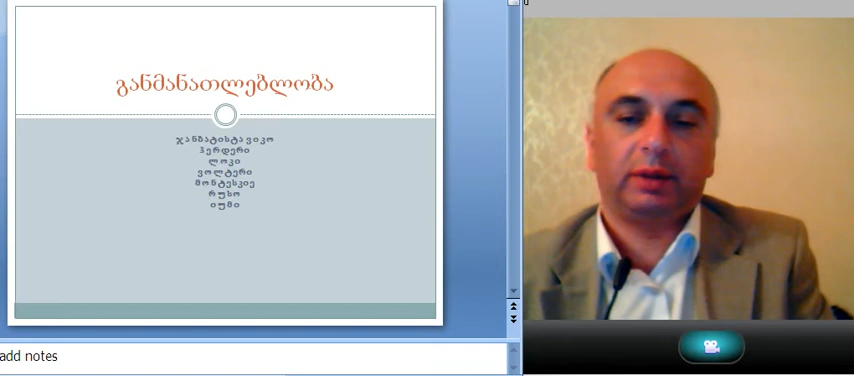 განმანათლებლობა
ჯანბატისტა ვიკო
ჰერდერი
ლოკი
ვოლტერი
მონტესკიე
რუსო
იუმი
add notes